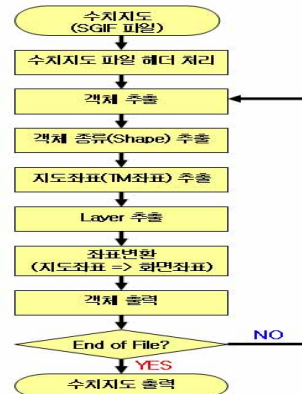 수치지도
(SGIF 파일)
수치지도 파일 헤더 처리
객체 추출
객체 종류(Shape) 추출
지도좌표(TM좌표) 추출
Layer 추출
좌표변환
(지도좌표 => 화면좌표)
객체 출력
End of File?
NO
YES
수치지도 출력